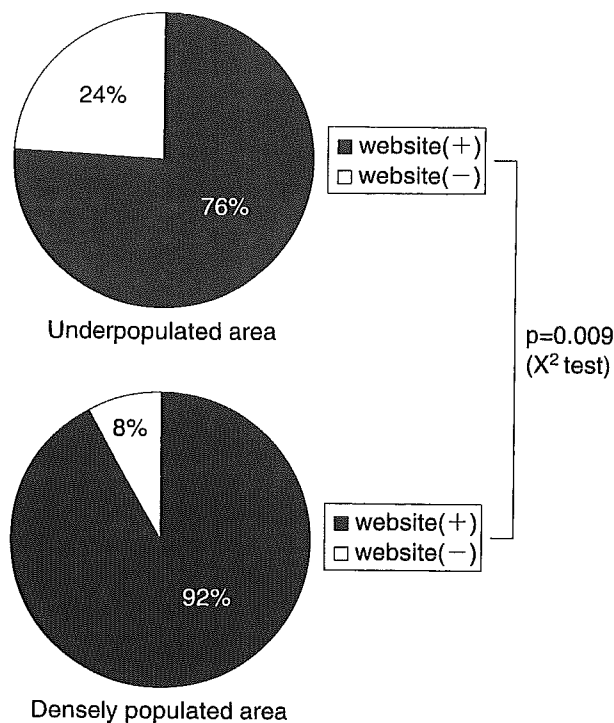 24%
76%
■ website(+)
□ website(−)
Underpopulated area
p=0.009
(X² test)
8%
92%
■ website(+)
□ website(−)
Densely populated area